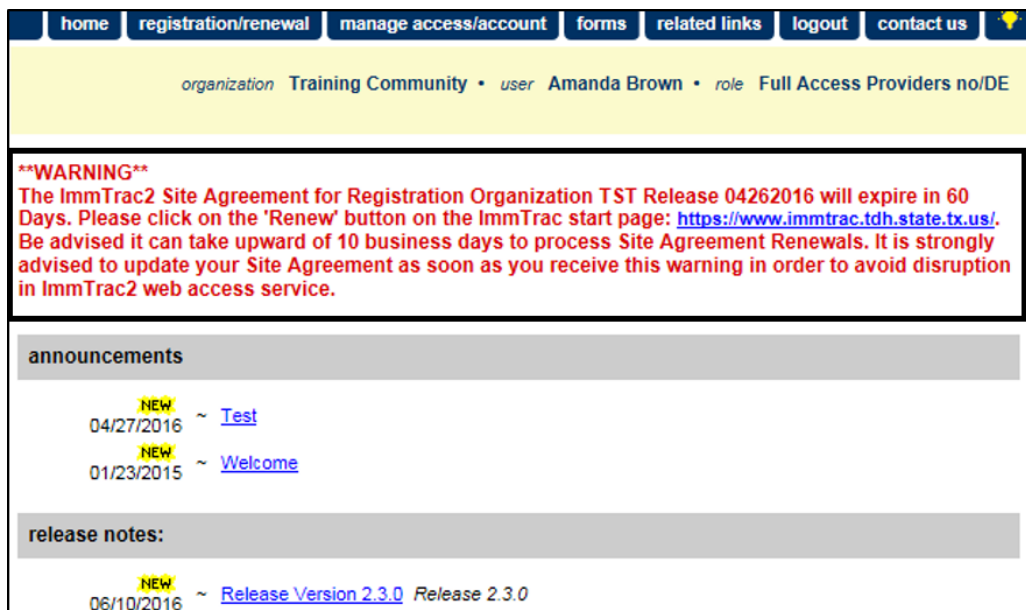 home registration/renewal manage access/account forms related links logout contact us
organization Training Community • user Amanda Brown • role Full Access Providers no/DE
**WARNING**
The ImmTrac2 Site Agreement for Registration Organization TST Release 04262016 will expire in 60
Days. Please click on the 'Renew' button on the ImmTrac start page: https://www.immtrac.tdh.state.tx.us/.
Be advised it can take upward of 10 business days to process Site Agreement Renewals. It is strongly
advised to update your Site Agreement as soon as you receive this warning in order to avoid disruption
in ImmTrac2 web access service.
announcements
NEW
04/27/2016 ~ Test
NEW
01/23/2015 ~ Welcome
release notes:
NEW
06/10/2016 ~ Release Version 2.3.0 Release 2.3.0